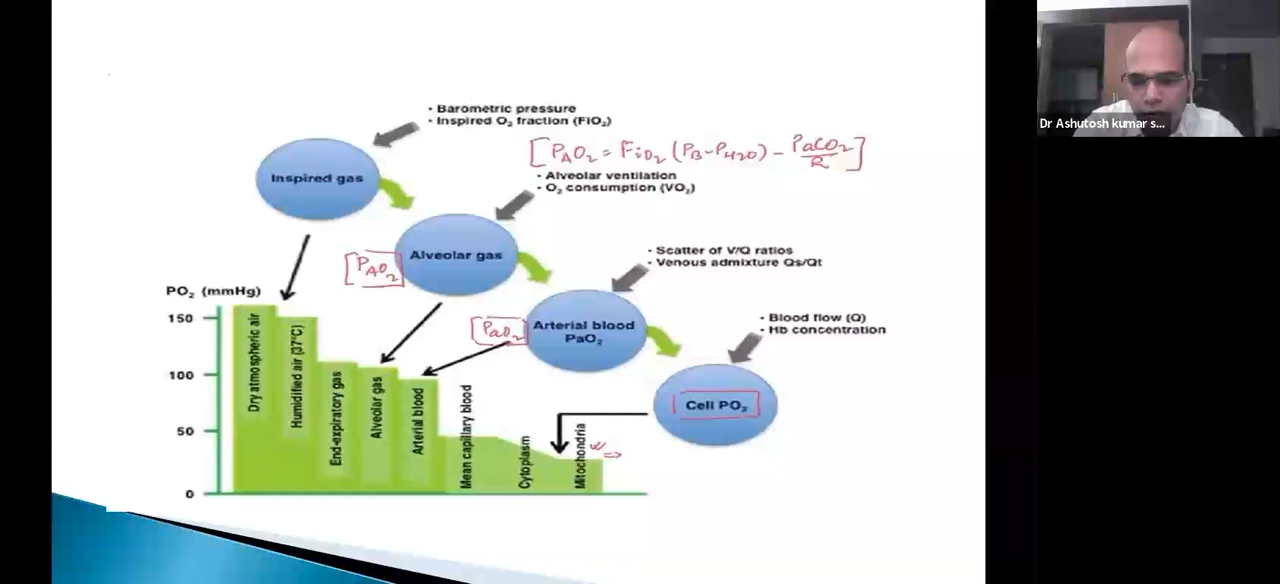 · Barometric pressure
· Inspired O₂ fraction (FiO₂)
[PAO₂ = FiO₂ (PB-PH2O) - PaCO₂/R]
Inspired gas
· Alveolar ventilation
· O₂ consumption (VO₂)
[PAO₂]
Alveolar gas
· Scatter of V/Q ratios
· Venous admixture Qs/Qt
PaO₂
Arterial blood
PaO₂
· Blood flow (Q)
· Hb concentration
Cell PO₂
PO₂ (mmHg)
150
100
50
0
Dry atmospheric air
Humidified air (37°C)
End-expiratory gas
Alveolar gas
Arterial blood
Mean capillary blood
Cytoplasm
Mitochondria
Dr Ashutosh kumar s...